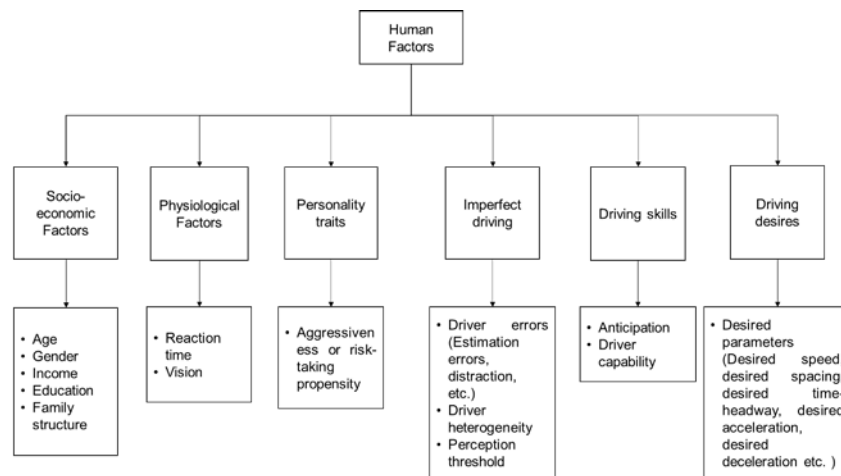 Human
Factors
Socio-
economic
Factors
Physiological
Factors
Personality
traits
Imperfect
driving
Driving skills
Driving
desires
• Age
• Gender
• Income
• Education
• Family
structure
• Reaction
time
• Vision
• Aggressiven
ess or risk-
taking
propensity
• Driver errors
(Estimation
errors,
distraction,
etc.)
• Driver
heterogeneity
• Perception
threshold
• Anticipation
• Driver
capability
• Desired
parameters
(Desired speed,
desired spacing,
desired time-
headway, desired
acceleration,
desired
deceleration etc. )